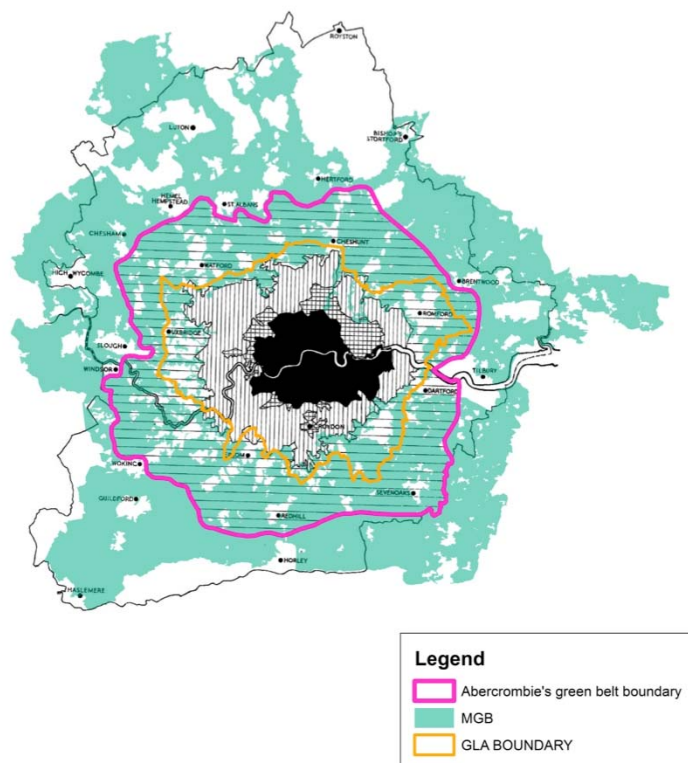 ROYSTON
LUTON
BISHOP'S
STORTFORD
HERTFORD
HEMEL
HEMPSTEAD
ST. ALBANS
CHESHAM
CHESHUNT
WATFORD
HIGH WYCOMBE
BRENTWOOD
ROMFORD
UXBRIDGE
SLOUGH
WINDSOR
TILBURY
DARTFORD
CROYDON
EPSOM
WOKING
SEVENOAKS
GUILDFORD
REDHILL
HORLEY
HASLEMERE
Legend
Abercrombie's green belt boundary
MGB
GLA BOUNDARY